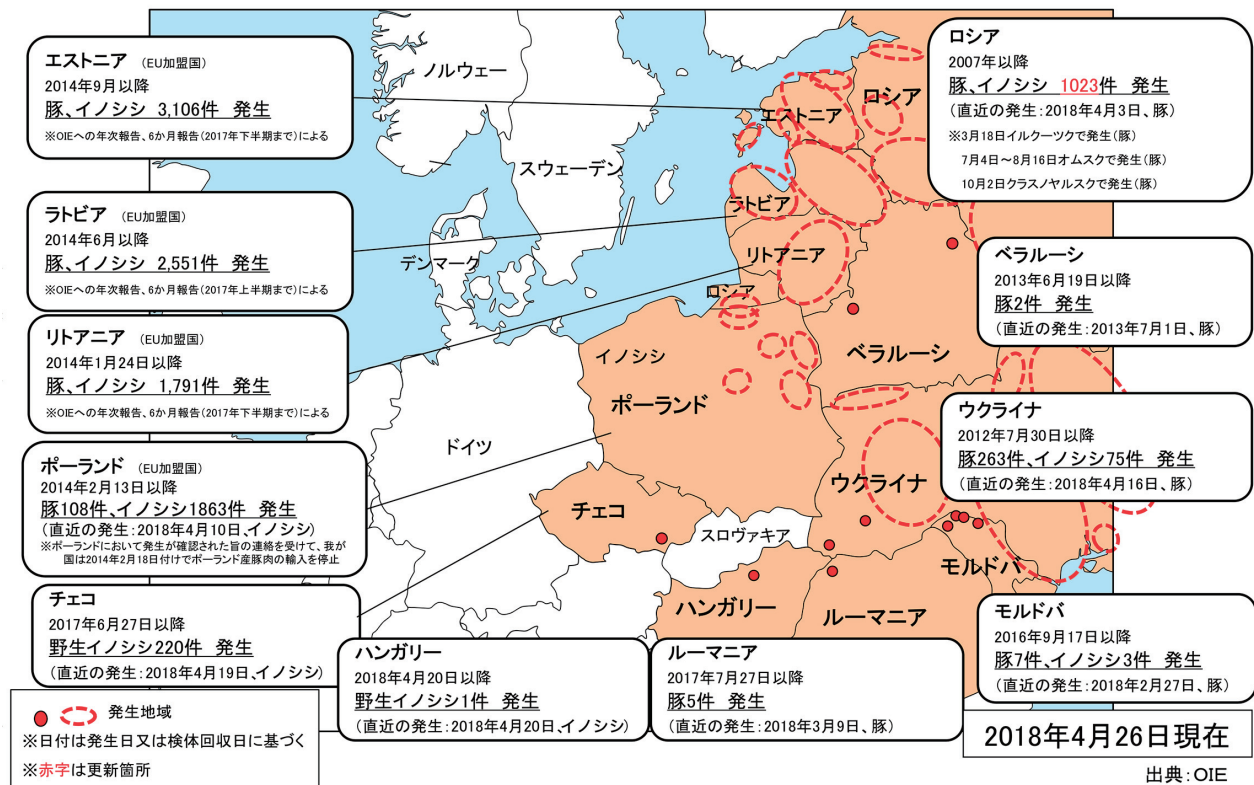 エストニア (EU加盟国)
2014年9月以降
豚、イノシシ 3,106件 発生
※OIEへの年次報告、6か月報告(2017年下半期まで)による
ラトビア (EU加盟国)
2014年6月以降
豚、イノシシ 2,551件 発生
※OIEへの年次報告、6か月報告(2017年上半期まで)による
リトアニア (EU加盟国)
2014年1月24日以降
豚、イノシシ 1,791件 発生
※OIEへの年次報告、6か月報告(2017年下半期まで)による
ポーランド (EU加盟国)
2014年2月13日以降
豚108件、イノシシ1863件 発生
(直近の発生:2018年4月10日、イノシシ)
※ポーランドにおいて発生が確認された旨の連絡を受けて、我が
国は2014年2月18日付けでポーランド産豚肉の輸入を停止
チェコ
2017年6月27日以降
野生イノシシ220件 発生
(直近の発生:2018年4月19日、イノシシ)
ハンガリー
2018年4月20日以降
野生イノシシ1件 発生
(直近の発生:2018年4月20日、イノシシ)
ルーマニア
2017年7月27日以降
豚5件 発生
(直近の発生:2018年3月9日、豚)
ロシア
2007年以降
豚、イノシシ 1023件 発生
(直近の発生:2018年4月3日、豚)
※3月18日イルクーツクで発生(豚)
7月4日～8月16日オムスクで発生(豚)
10月2日クラスノヤルスクで発生(豚)
ベラルーシ
2013年6月19日以降
豚2件 発生
(直近の発生:2013年7月1日、豚)
ウクライナ
2012年7月30日以降
豚263件、イノシシ75件 発生
(直近の発生:2018年4月16日、豚)
モルドバ
2016年9月17日以降
豚7件、イノシシ3件 発生
(直近の発生:2018年2月27日、豚)
ノルウェー
スウェーデン
デンマーク
ドイツ
エストニア
ロシア
ラトビア
リトアニア
ロシア
イノシシ
ポーランド
ベラルーシ
ウクライナ
チェコ
スロヴァキア
ハンガリー
ルーマニア
モルドバ
発生地域
※日付は発生日又は検体回収日に基づく
※赤字は更新箇所
2018年4月26日現在
出典:OIE